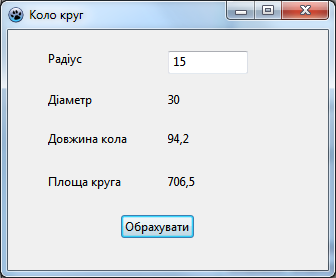 Коло круг
Радіус 15
Діаметр 30
Довжина кола 94,2
Площа круга 706,5
Обрахувати